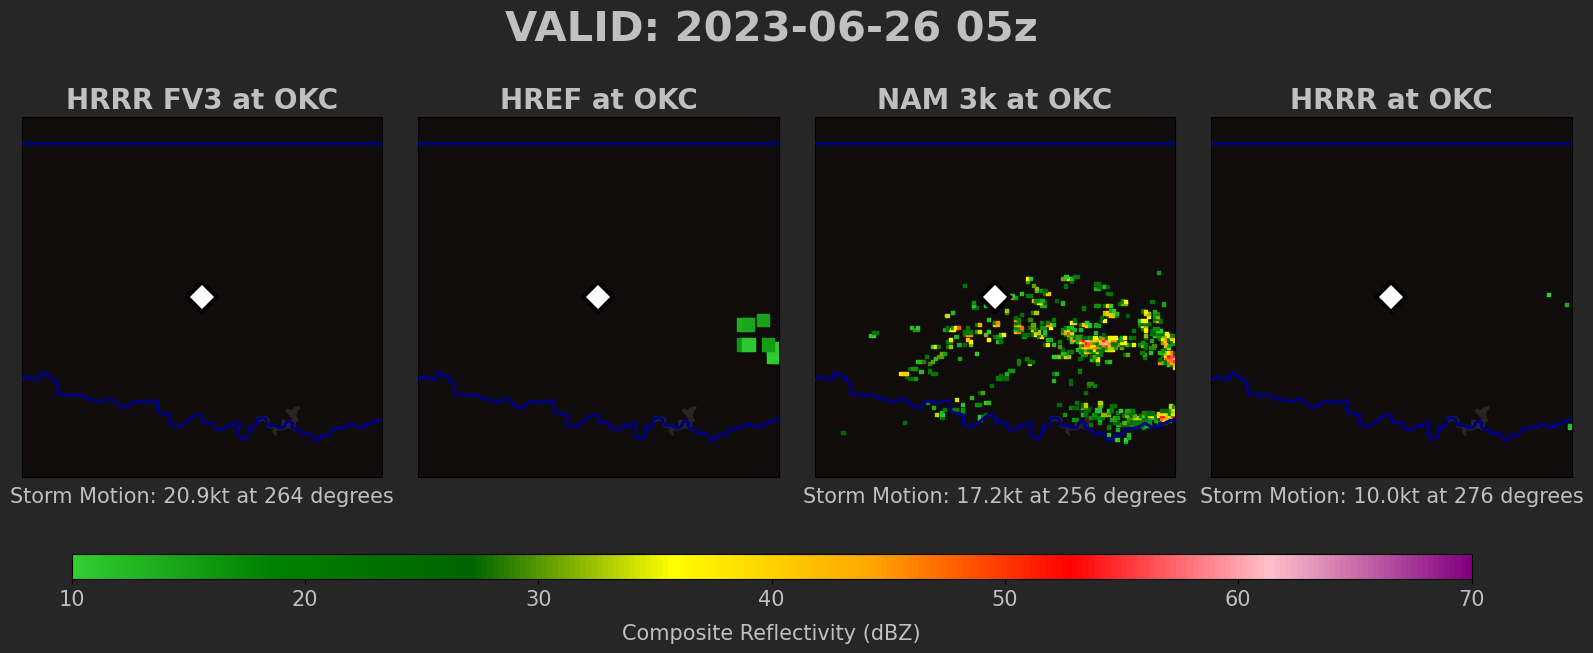 VALID: 2023-06-26 05z
HRRR FV3 at OKC
HREF at OKC
NAM 3k at OKC
HRRR at OKC
Storm Motion: 20.9kt at 264 degrees
Storm Motion: 17.2kt at 256 degrees
Storm Motion: 10.0kt at 276 degrees
10 20 30 40 50 60 70
Composite Reflectivity (dBZ)